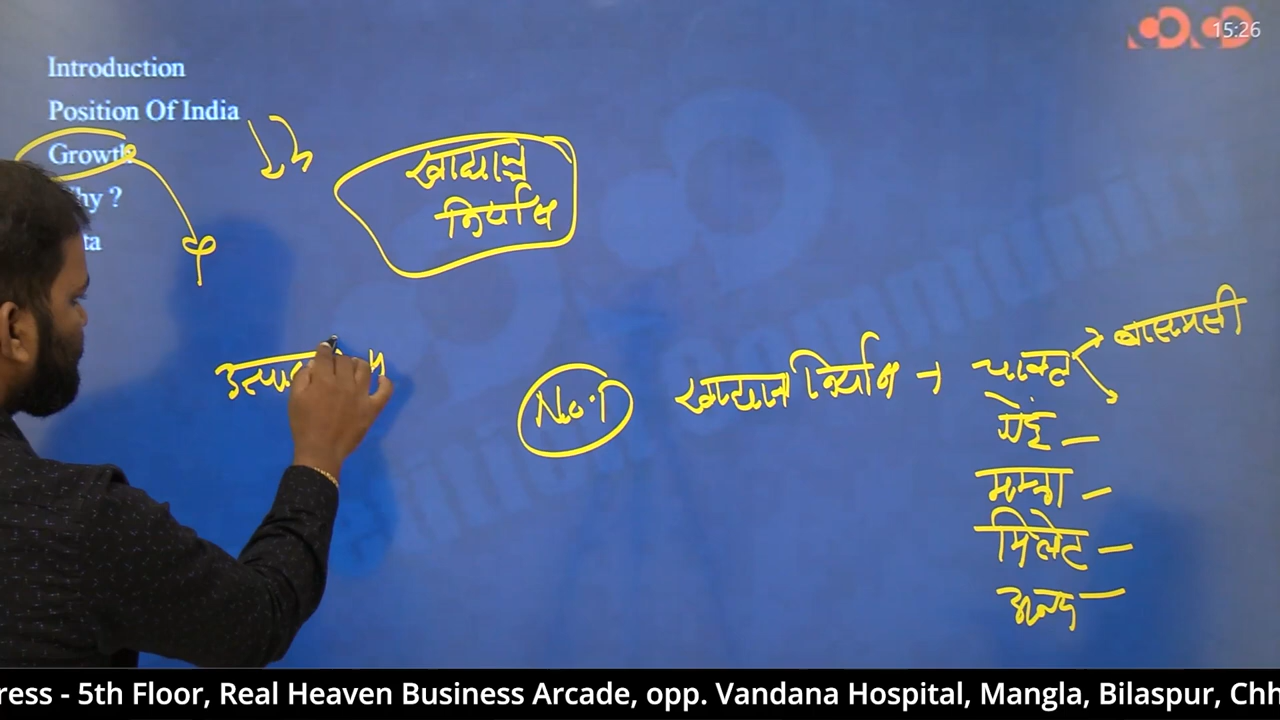 15:26
Introduction
Position Of India
Growth
hy ?
ta
खाद्यान्न
निर्यात
No.1
खाद्यान्न निर्यात → चावल
बासमती
गेहूं –
मक्का –
मिलेट –
अन्य –
ress - 5th Floor, Real Heaven Business Arcade, opp. Vandana Hospital, Mangla, Bilaspur, Chh